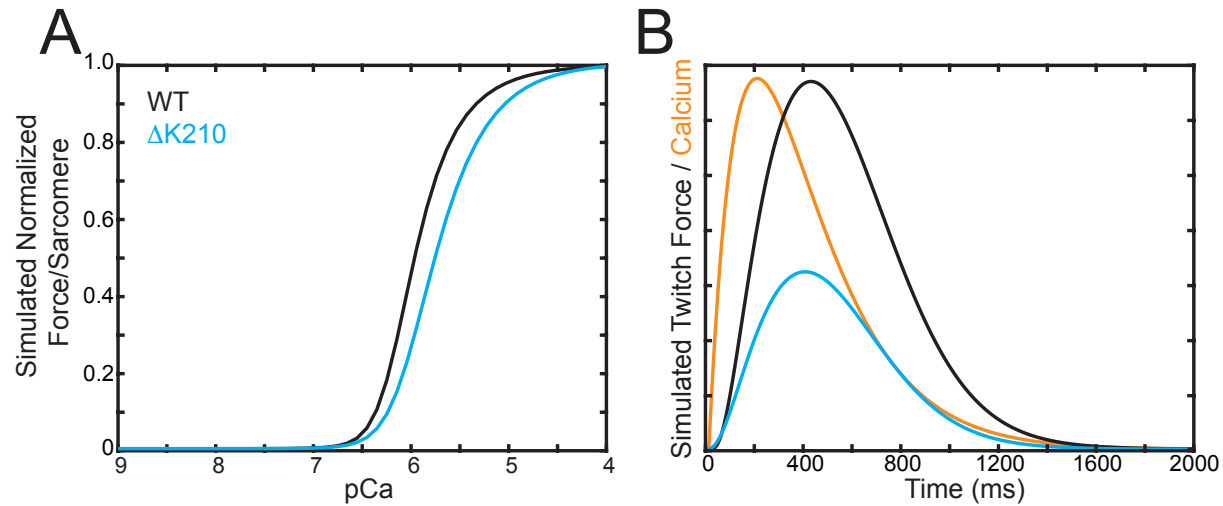 A
Simulated Normalized
Force/Sarcomere
1.0
0.8
0.6
0.4
0.2
0
WT
ΔK210
9 8 7 6 5 4
pCa
B
Simulated Twitch Force / Calcium
0 400 800 1200 1600 2000
Time (ms)